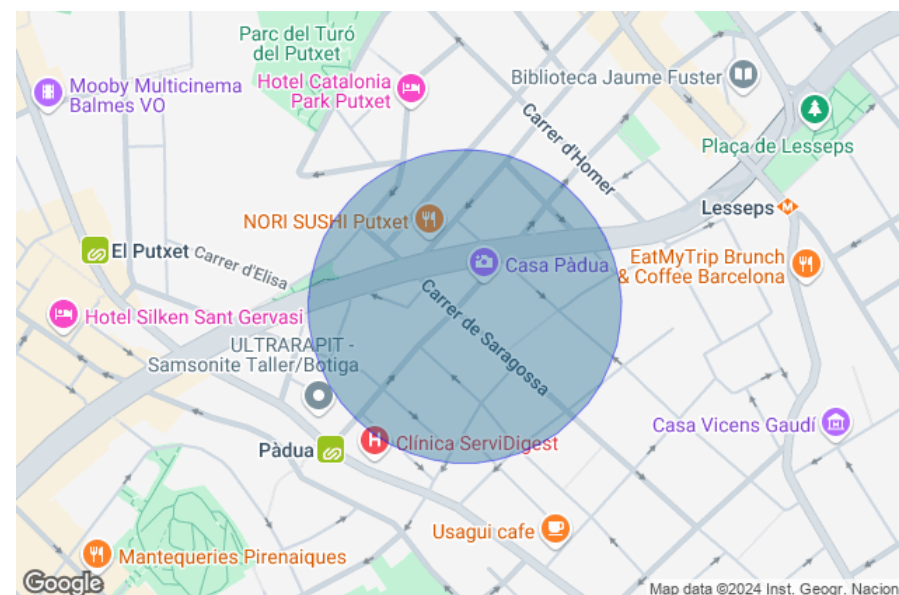 Parc del Turó
del Putxet
Mooby Multicinema
Balmes VO
Hotel Catalonia
Park Putxet
Biblioteca Jaume Fuster
Carrer d'Homer
Plaça de Lesseps
Lesseps
NORI SUSHI Putxet
El Putxet
Carrer d'Elisa
Casa Pàdua
EatMyTrip Brunch
& Coffee Barcelona
Hotel Silken Sant Gervasi
Carrer de Saragossa
ULTRARAPIT -
Samsonite Taller/Botiga
Casa Vicens Gaudí
Pàdua
H
Clínica ServiDigest
Usagui cafe
Mantequeries Pirenaiques
Google
Map data ©2024 Inst. Geogr. Nacion